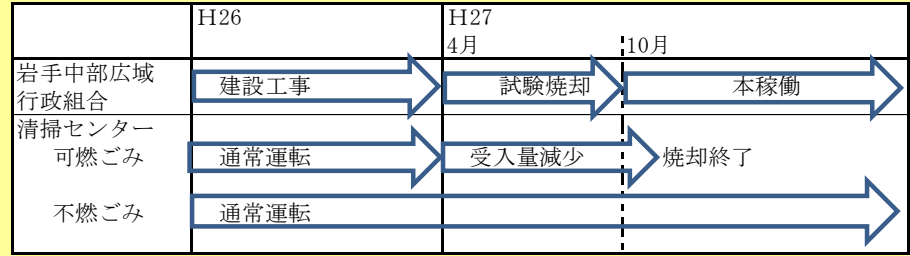 H26
H27
4月
10月
岩手中部広域
行政組合
建設工事
試験焼却
本稼働
清掃センター
可燃ごみ
通常運転
受入量減少
焼却終了
不燃ごみ
通常運転